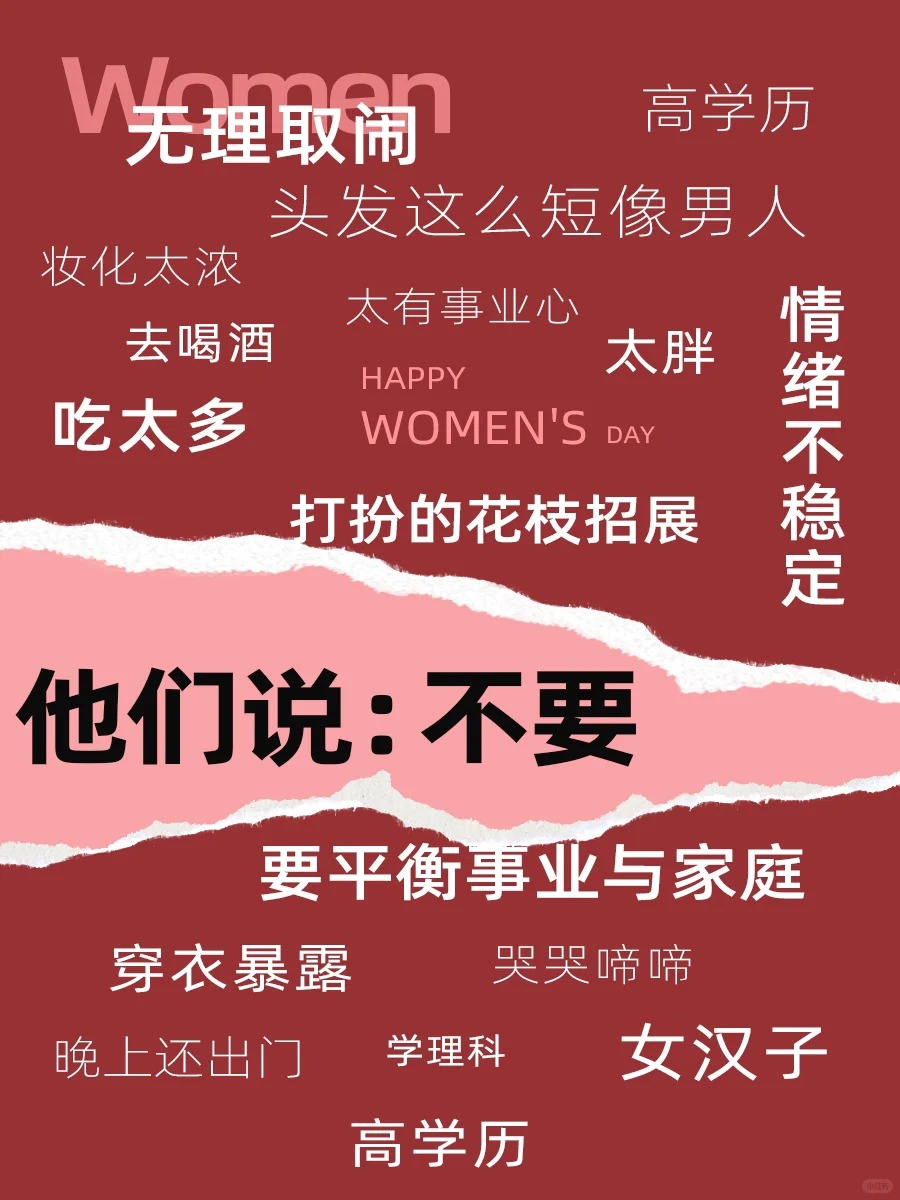 Women
高学历
无理取闹
头发这么短像男人
妆化太浓
太有事业心
情绪不稳定
去喝酒
太胖
HAPPY
WOMEN'S DAY
吃太多
打扮的花枝招展
他们说:不要
要平衡事业与家庭
穿衣暴露
哭哭啼啼
晚上还出门
学理科
女汉子
高学历
小红书